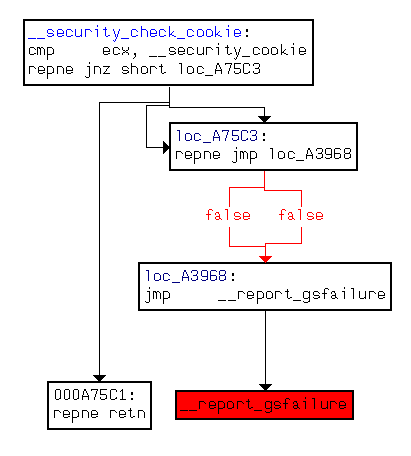 __security_check_cookie:
cmp     ecx, __security_cookie
repne jnz short loc_A75C3
loc_A75C3:
repne jmp loc_A3968
false false
loc_A3968:
jmp     __report_gsfailure
000A75C1:
repne retn
__report_gsfailure